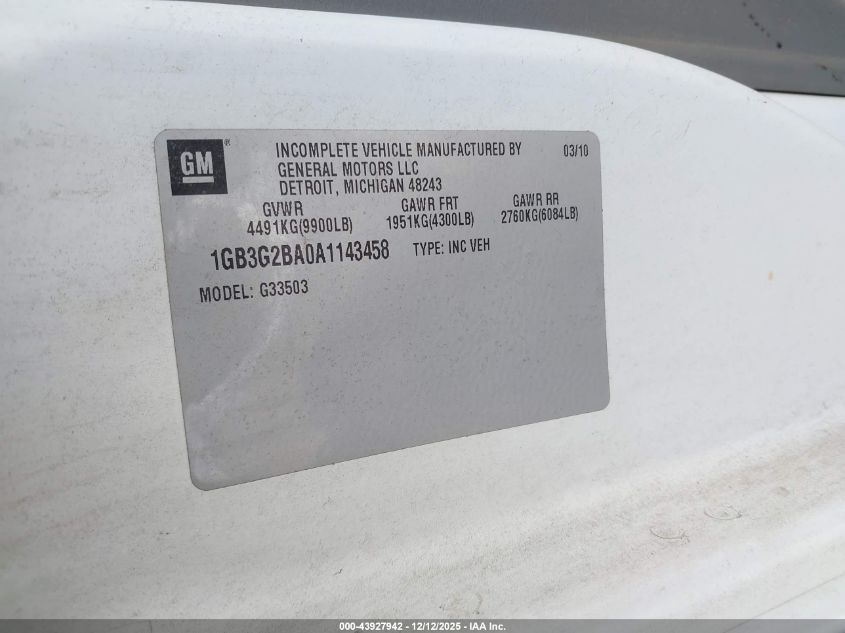 GM®
INCOMPLETE VEHICLE MANUFACTURED BY 03/10
GENERAL MOTORS LLC
DETROIT, MICHIGAN 48243
GVWR GAWR FRT GAWR RR
4491KG(9900LB) 1951KG(4300LB) 2760KG(6084LB)
1GB3G2BA0A1143458 TYPE: INC VEH
MODEL: G33503
000-43927942 - 12/12/2025 - IAA Inc.